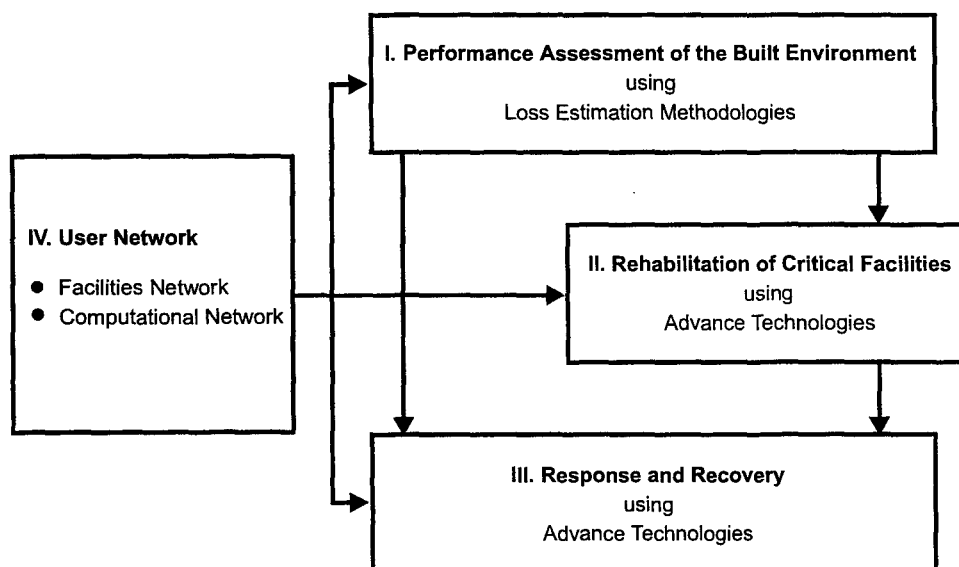 I. Performance Assessment of the Built Environment
using
Loss Estimation Methodologies
IV. User Network
● Facilities Network
● Computational Network
II. Rehabilitation of Critical Facilities
using
Advance Technologies
III. Response and Recovery
using
Advance Technologies